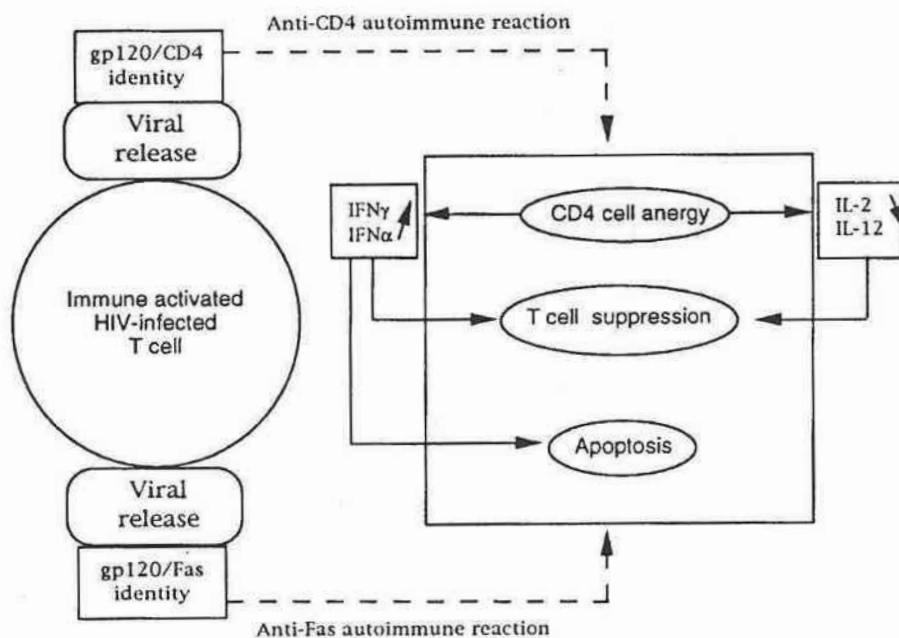 Anti-CD4 autoimmune reaction
gp120/CD4
identity
Viral
release
Immune activated
HIV-infected
T cell
Viral
release
gp120/Fas
identity
IFNγ
IFNα
CD4 cell anergy
IL-2
IL-12
T cell suppression
Apoptosis
Anti-Fas autoimmune reaction